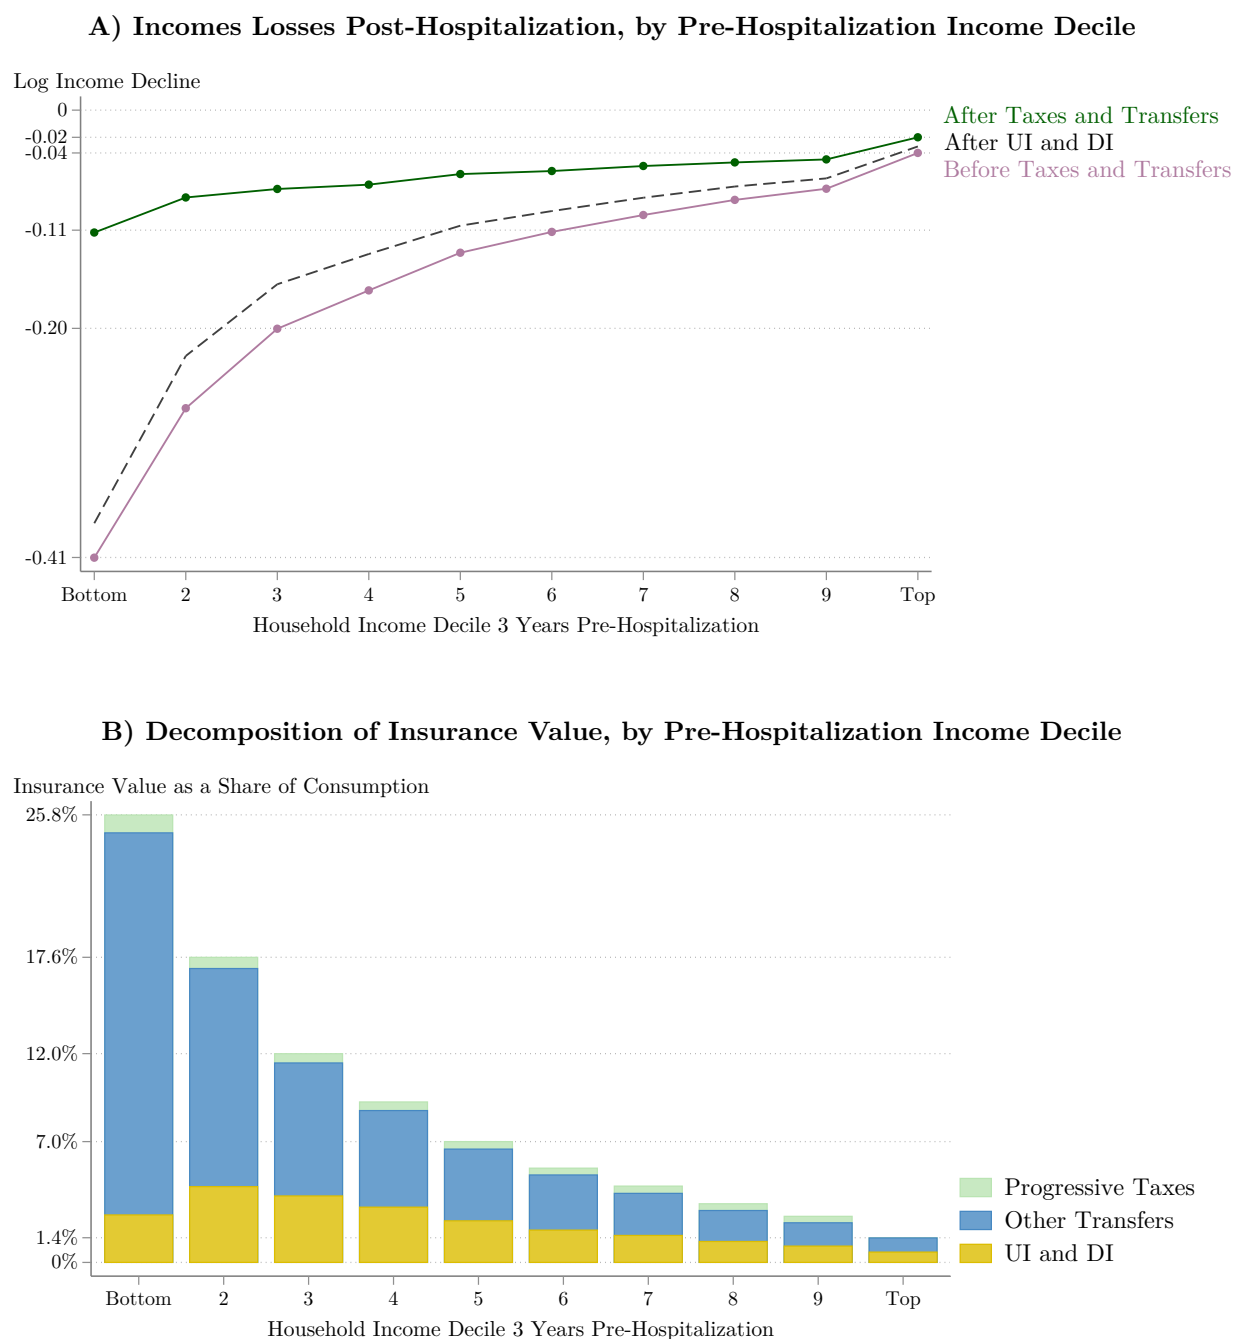 A) Incomes Losses Post-Hospitalization, by Pre-Hospitalization Income Decile
Log Income Decline
0
-0.02
-0.04
-0.11
-0.20
-0.41
After Taxes and Transfers
After UI and DI
Before Taxes and Transfers
Bottom 2 3 4 5 6 7 8 9 Top
Household Income Decile 3 Years Pre-Hospitalization
B) Decomposition of Insurance Value, by Pre-Hospitalization Income Decile
Insurance Value as a Share of Consumption
25.8%
17.6%
12.0%
7.0%
1.4%
0%
Progressive Taxes
Other Transfers
UI and DI
Bottom 2 3 4 5 6 7 8 9 Top
Household Income Decile 3 Years Pre-Hospitalization